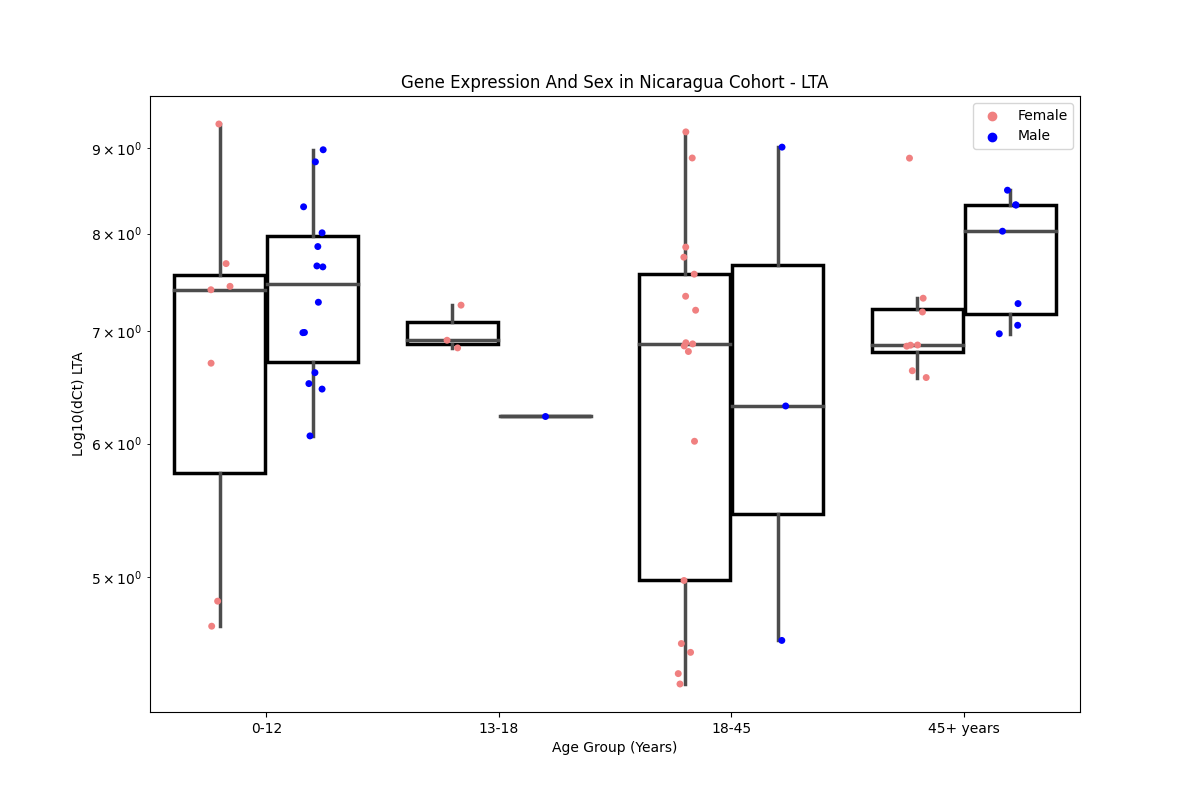 Gene Expression And Sex in Nicaragua Cohort - LTA
Female
Male
9 × 10⁰
8 × 10⁰
7 × 10⁰
6 × 10⁰
5 × 10⁰
Log10(dCt) LTA
0-12
13-18
18-45
45+ years
Age Group (Years)